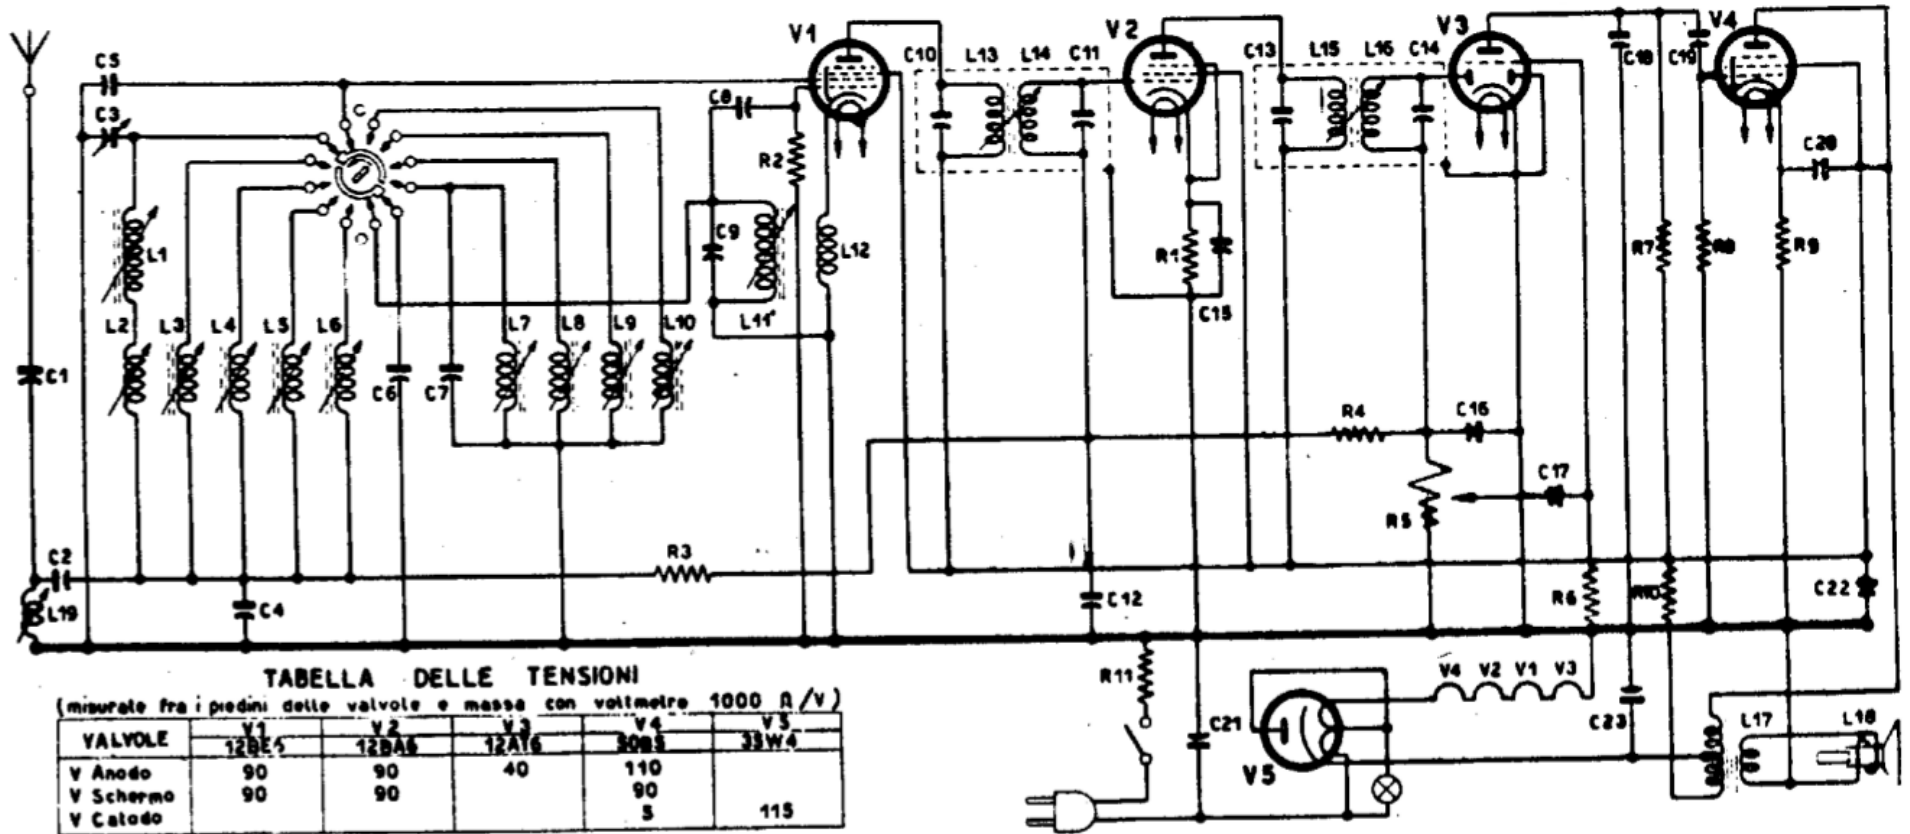 V1
V2
V3
V4
C5
C3
C8
R2
C9
L11
L12
C10 L13 L14 C11
C13 L15 L16 C14
C18
C19
C20
R1
C15
R7
R8
R9
L1
L2 L3 L4 L5 L6
L7 L8 L9 L10
C1
C6
C7
R4
C16
C17
R5
R3
C2
L19
C4
C12
R6
R10
C22
R11
C21
V5
V4 V2 V1 V3
C23
L17
L18
TABELLA DELLE TENSIONI
(misurate fra i piedini delle valvole e massa con voltmetro 1000 Ω/V)
VALVOLE V1 V2 V3 V4 V5
12BE6 12BA6 12AT6 50B5 35W4
V Anodo 90 90 40 110
V Schermo 90 90 90
V Catodo 5 115